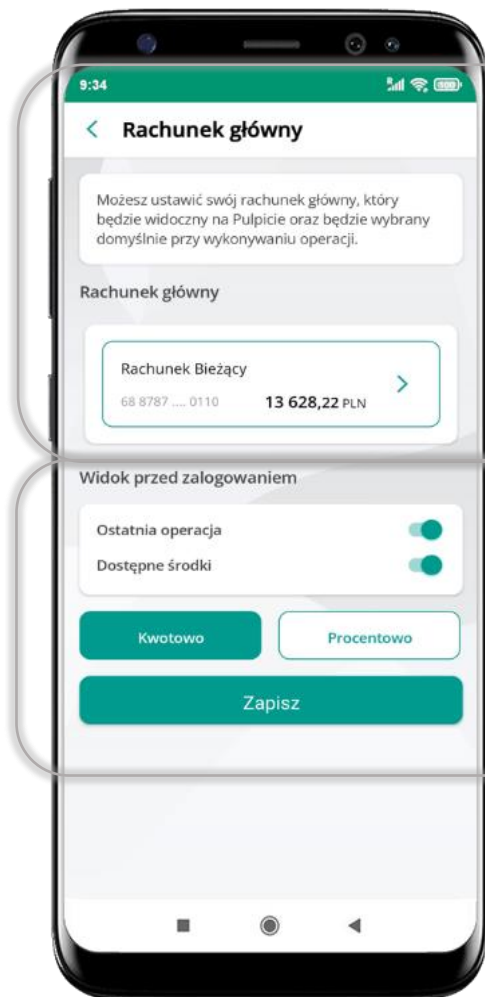 9:34
Rachunek główny
Możesz ustawić swój rachunek główny, który
będzie widoczny na Pulpicie oraz będzie wybrany
domyślnie przy wykonywaniu operacji.
Rachunek główny
Rachunek Bieżący
68 8787 .... 0110 13 628,22 PLN
Widok przed zalogowaniem
Ostatnia operacja
Dostępne środki
Kwotowo Procentowo
Zapisz